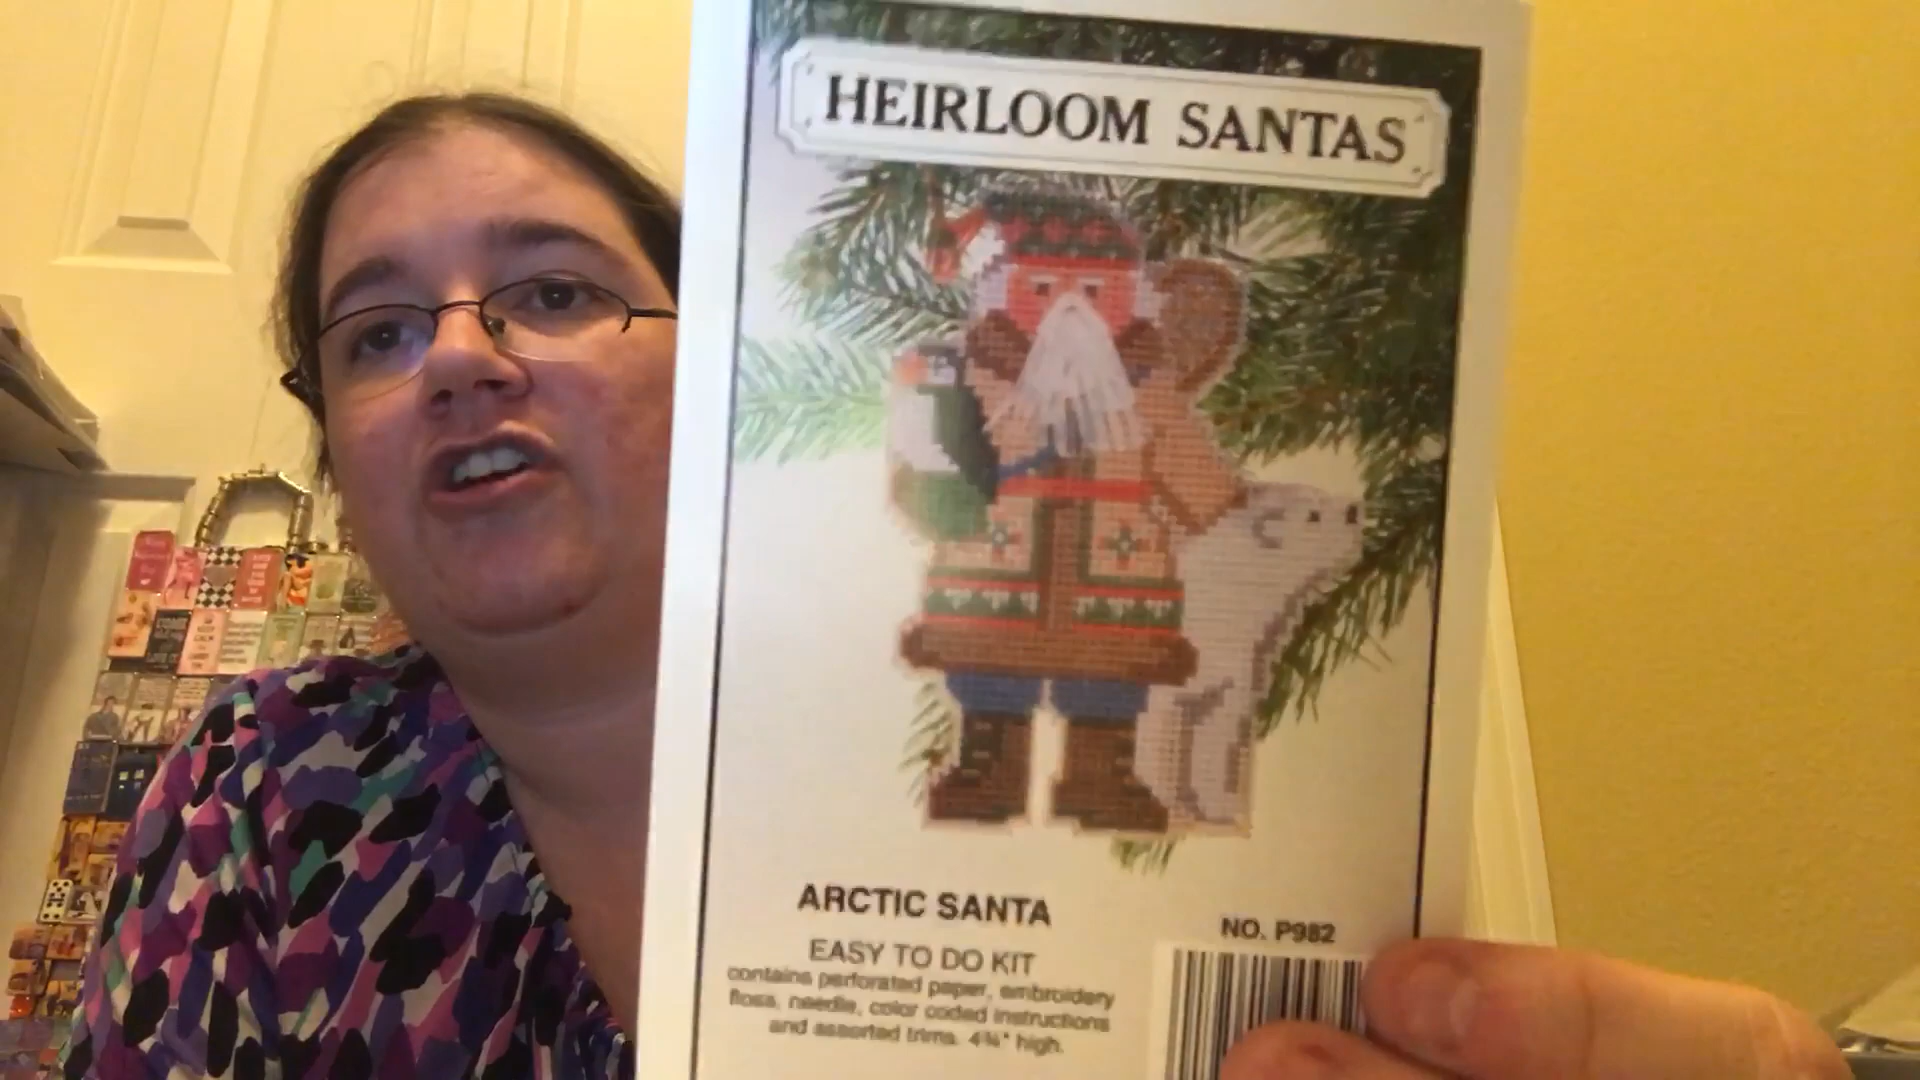 HEIRLOOM SANTAS
ARCTIC SANTA
EASY TO DO KIT
contains perforated paper, embroidery
floss, needle, color coded instructions
and assorted trims. 4¾" high.
NO. P982